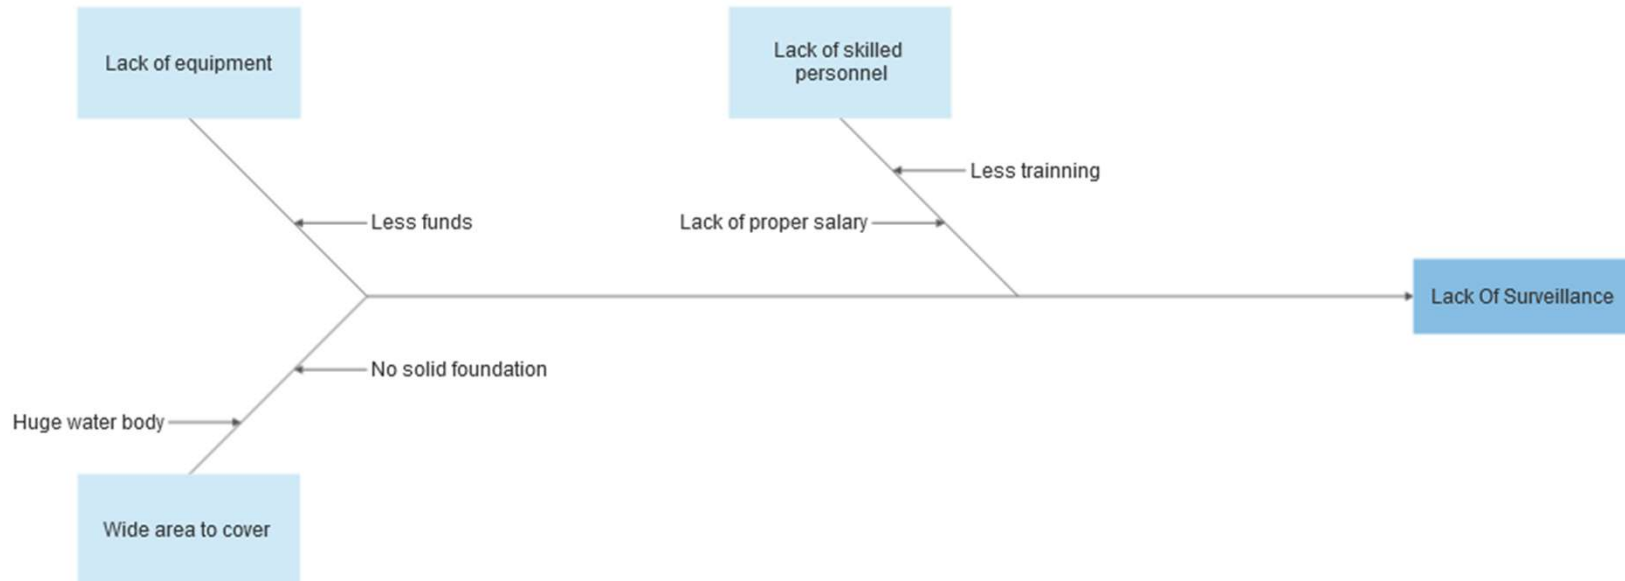 Lack of equipment
Lack of skilled
personnel
Less trainning
Less funds
Lack of proper salary
Lack Of Surveillance
No solid foundation
Huge water body
Wide area to cover